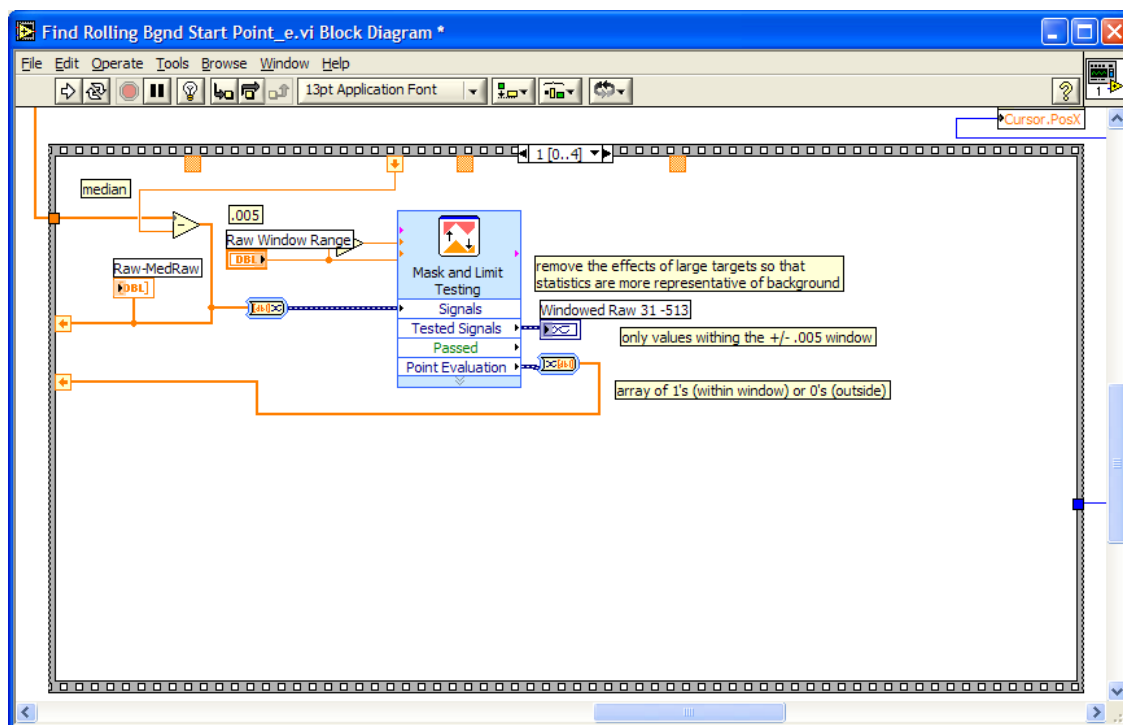 Find Rolling Bgnd Start Point_e.vi Block Diagram *
File Edit Operate Tools Browse Window Help
13pt Application Font
?
1
Cursor.PosX
1 [0..4]
median
.005
Raw Window Range
DBL
Raw-MedRaw
DBL]
Mask and Limit
Testing
Signals
Tested Signals
Passed
Point Evaluation
remove the effects of large targets so that
statistics are more representative of background
Windowed Raw 31 -513
only values withing the +/- .005 window
array of 1's (within window) or 0's (outside)